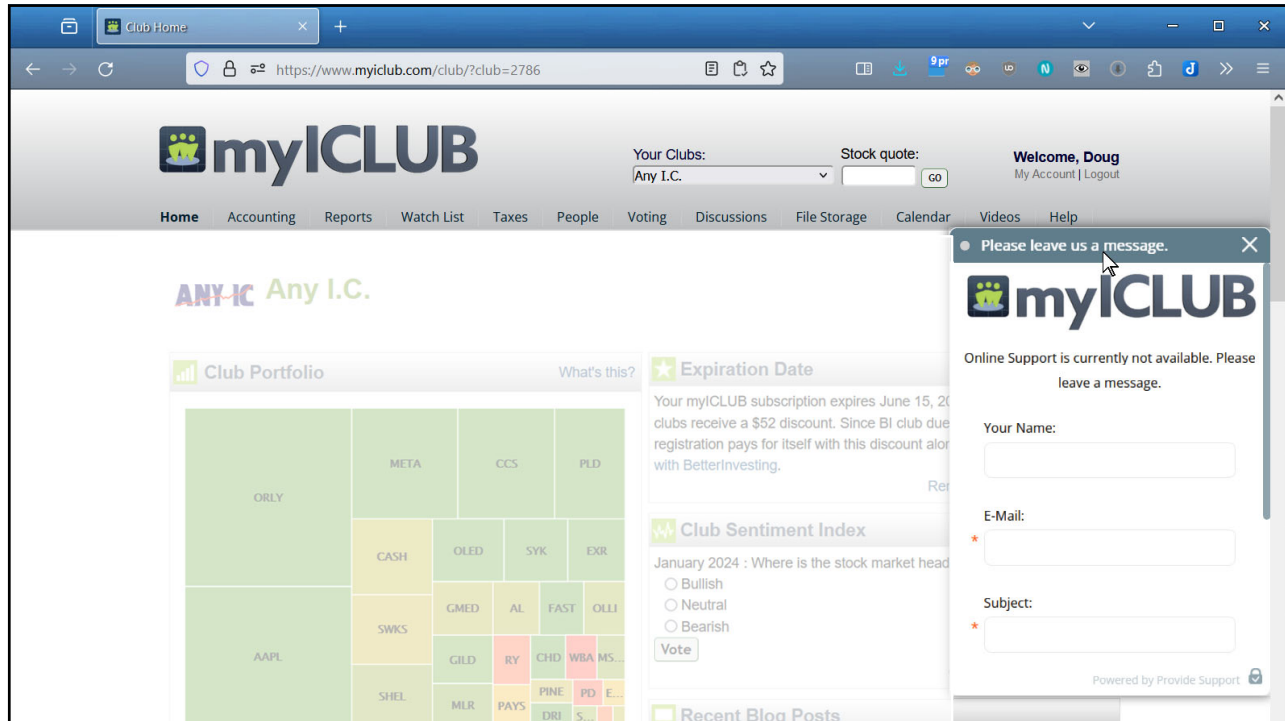 Club Home
https://www.myiclub.com/club/?club=2786
9 pr
myICLUB
Your Clubs:
Any I.C.
Stock quote:
GO
Welcome, Doug
My Account | Logout
Home Accounting Reports Watch List Taxes People Voting Discussions File Storage Calendar Videos Help
ANY IC Any I.C.
Club Portfolio What's this?
ORLY
META
CCS
PLD
CASH
OLED
SYK
EXR
AAPL
SWKS
GMED
AL
FAST
OLLI
GILD
RY
CHD
WBA
MS...
SHEL
MLR
PAYS
PINE
PD
E...
DRI
S...
Expiration Date
Your myICLUB subscription expires June 15, 20
clubs receive a $52 discount. Since BI club due
registration pays for itself with this discount alor
with BetterInvesting.
Rer
Club Sentiment Index
January 2024 : Where is the stock market head
Bullish
Neutral
Bearish
Vote
Recent Blog Posts
Please leave us a message.
myICLUB
Online Support is currently not available. Please
leave a message.
Your Name:
E-Mail:
*
Subject:
*
Powered by Provide Support